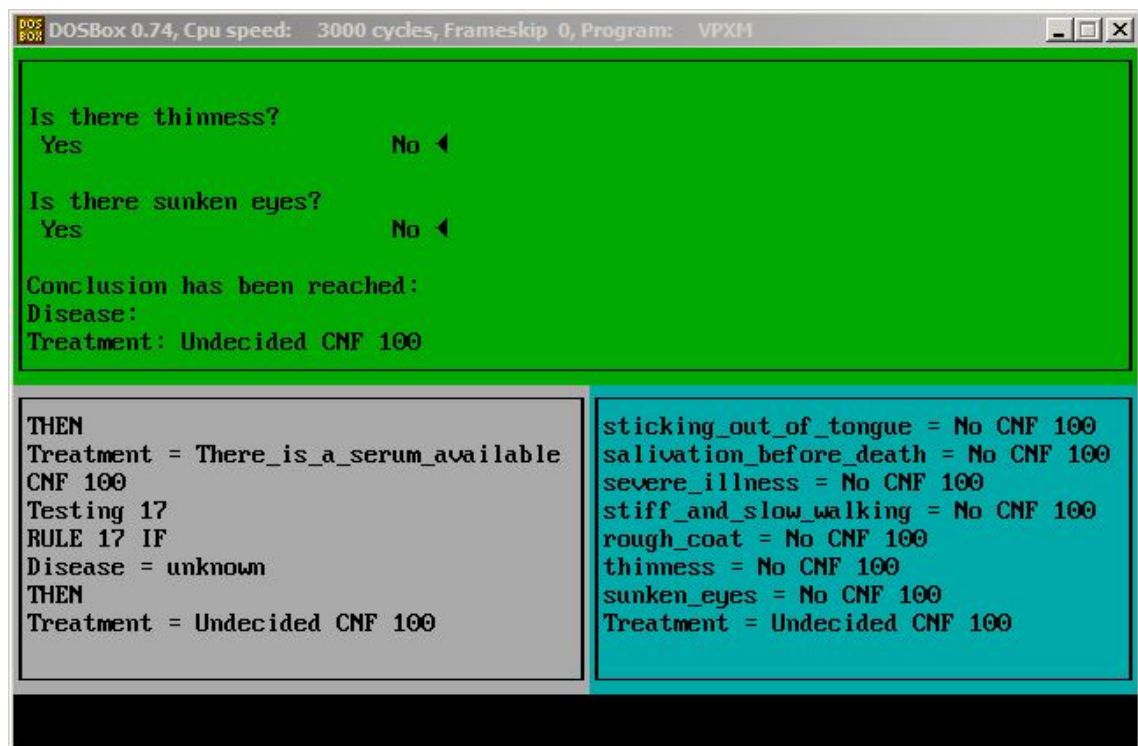 DOSBox 0.74, Cpu speed: 3000 cycles, Frameskip 0, Program: VPXM
Is there thinness?
Yes No ◄
Is there sunken eyes?
Yes No ◄
Conclusion has been reached:
Disease:
Treatment: Undecided CNF 100
THEN
Treatment = There_is_a_serum_available
CNF 100
Testing 17
RULE 17 IF
Disease = unknown
THEN
Treatment = Undecided CNF 100
sticking_out_of_tongue = No CNF 100
salivation_before_death = No CNF 100
severe_illness = No CNF 100
stiff_and_slow_walking = No CNF 100
rough_coat = No CNF 100
thinness = No CNF 100
sunken_eyes = No CNF 100
Treatment = Undecided CNF 100